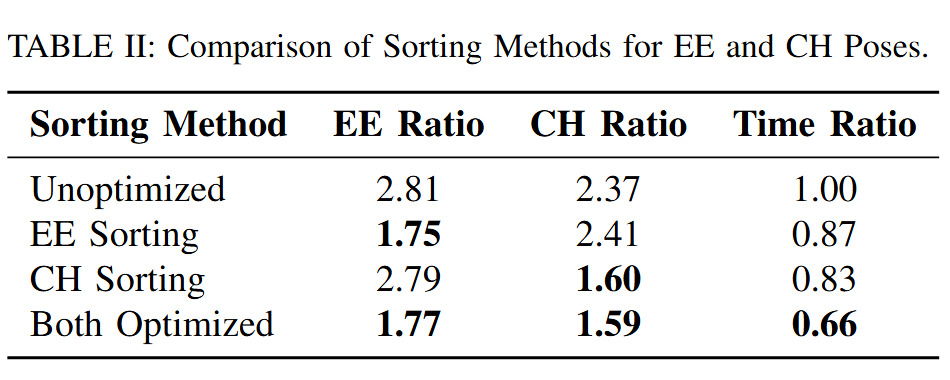 TABLE II: Comparison of Sorting Methods for EE and CH Poses.
Sorting Method EE Ratio CH Ratio Time Ratio
Unoptimized 2.81 2.37 1.00
EE Sorting 1.75 2.41 0.87
CH Sorting 2.79 1.60 0.83
Both Optimized 1.77 1.59 0.66